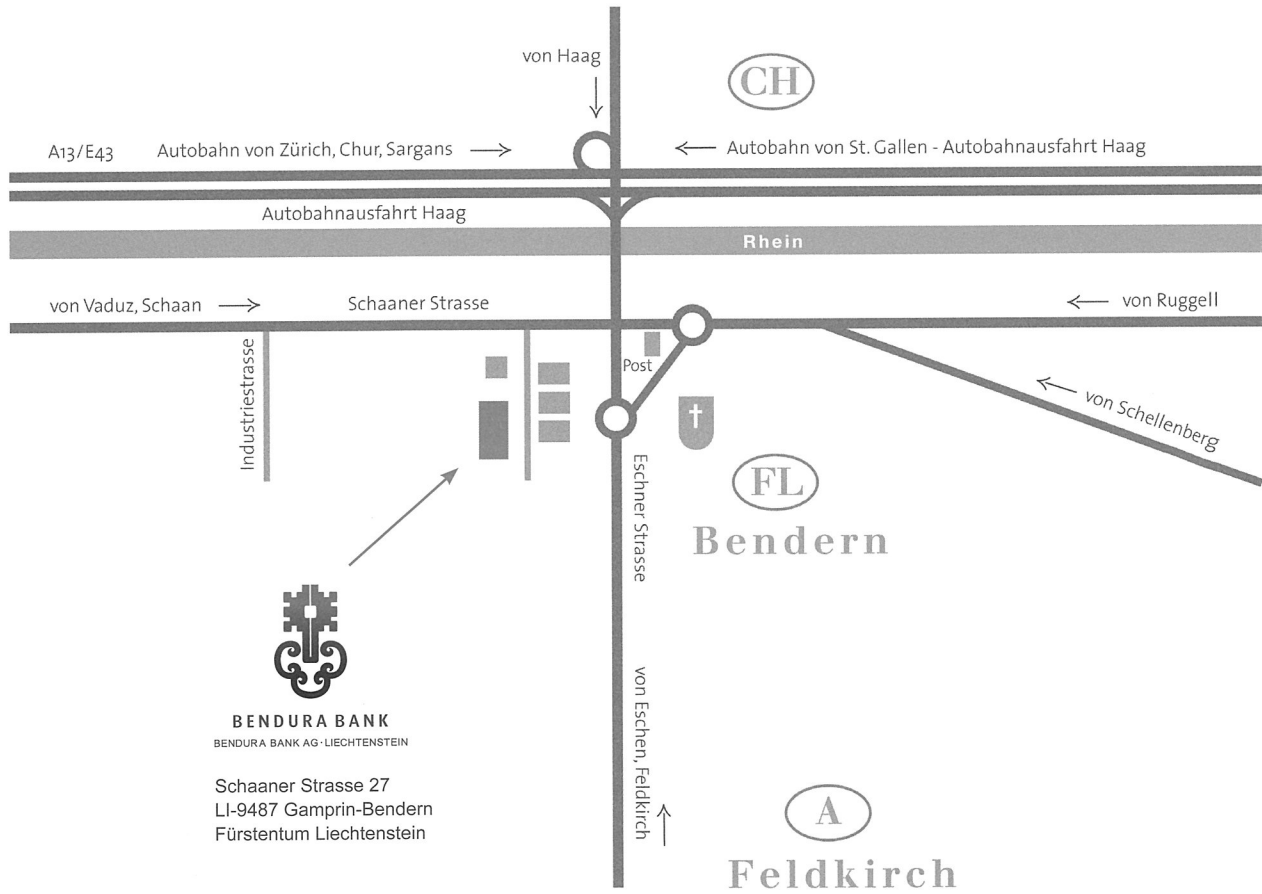 von Haag
CH
A13/E43
Autobahn von Zürich, Chur, Sargans
Autobahn von St. Gallen - Autobahnausfahrt Haag
Autobahnausfahrt Haag
Rhein
von Vaduz, Schaan
Schaaner Strasse
von Ruggell
Industriestrasse
Post
von Schellenberg
Eschner Strasse
FL
Bendern
BENDURA BANK
BENDURA BANK AG·LIECHTENSTEIN
Schaaner Strasse 27
LI-9487 Gamprin-Bendern
Fürstentum Liechtenstein
von Eschen, Feldkirch
A
Feldkirch